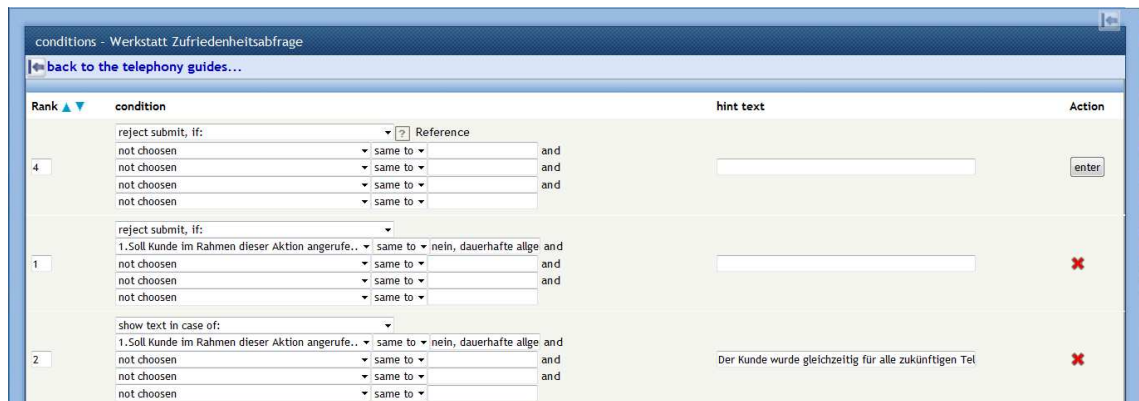 conditions - Werkstatt Zufriedenheitsabfrage
back to the telephony guides...
Rank condition hint text Action
reject submit, if: ? Reference
not choosen same to and
4 not choosen same to and enter
not choosen same to and
not choosen same to
reject submit, if:
1.Soll Kunde im Rahmen dieser Aktion angerufe.. same to nein, dauerhafte allge and
1 not choosen same to and
not choosen same to and
not choosen same to
show text in case of:
1.Soll Kunde im Rahmen dieser Aktion angerufe.. same to nein, dauerhafte allge and
2 not choosen same to and Der Kunde wurde gleichzeitig für alle zukünftigen Tel
not choosen same to and
not choosen same to